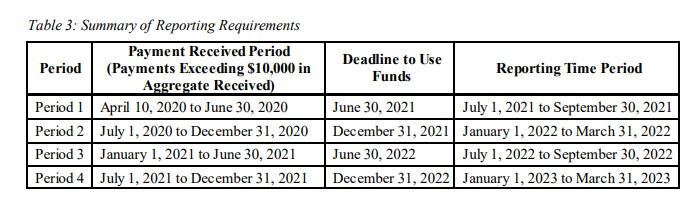 Table 3: Summary of Reporting Requirements
Period
Payment Received Period
(Payments Exceeding $10,000 in
Aggregate Received)
Deadline to Use
Funds
Reporting Time Period
Period 1 April 10, 2020 to June 30, 2020 June 30, 2021 July 1, 2021 to September 30, 2021
Period 2 July 1, 2020 to December 31, 2020 December 31, 2021 January 1, 2022 to March 31, 2022
Period 3 January 1, 2021 to June 30, 2021 June 30, 2022 July 1, 2022 to September 30, 2022
Period 4 July 1, 2021 to December 31, 2021 December 31, 2022 January 1, 2023 to March 31, 2023